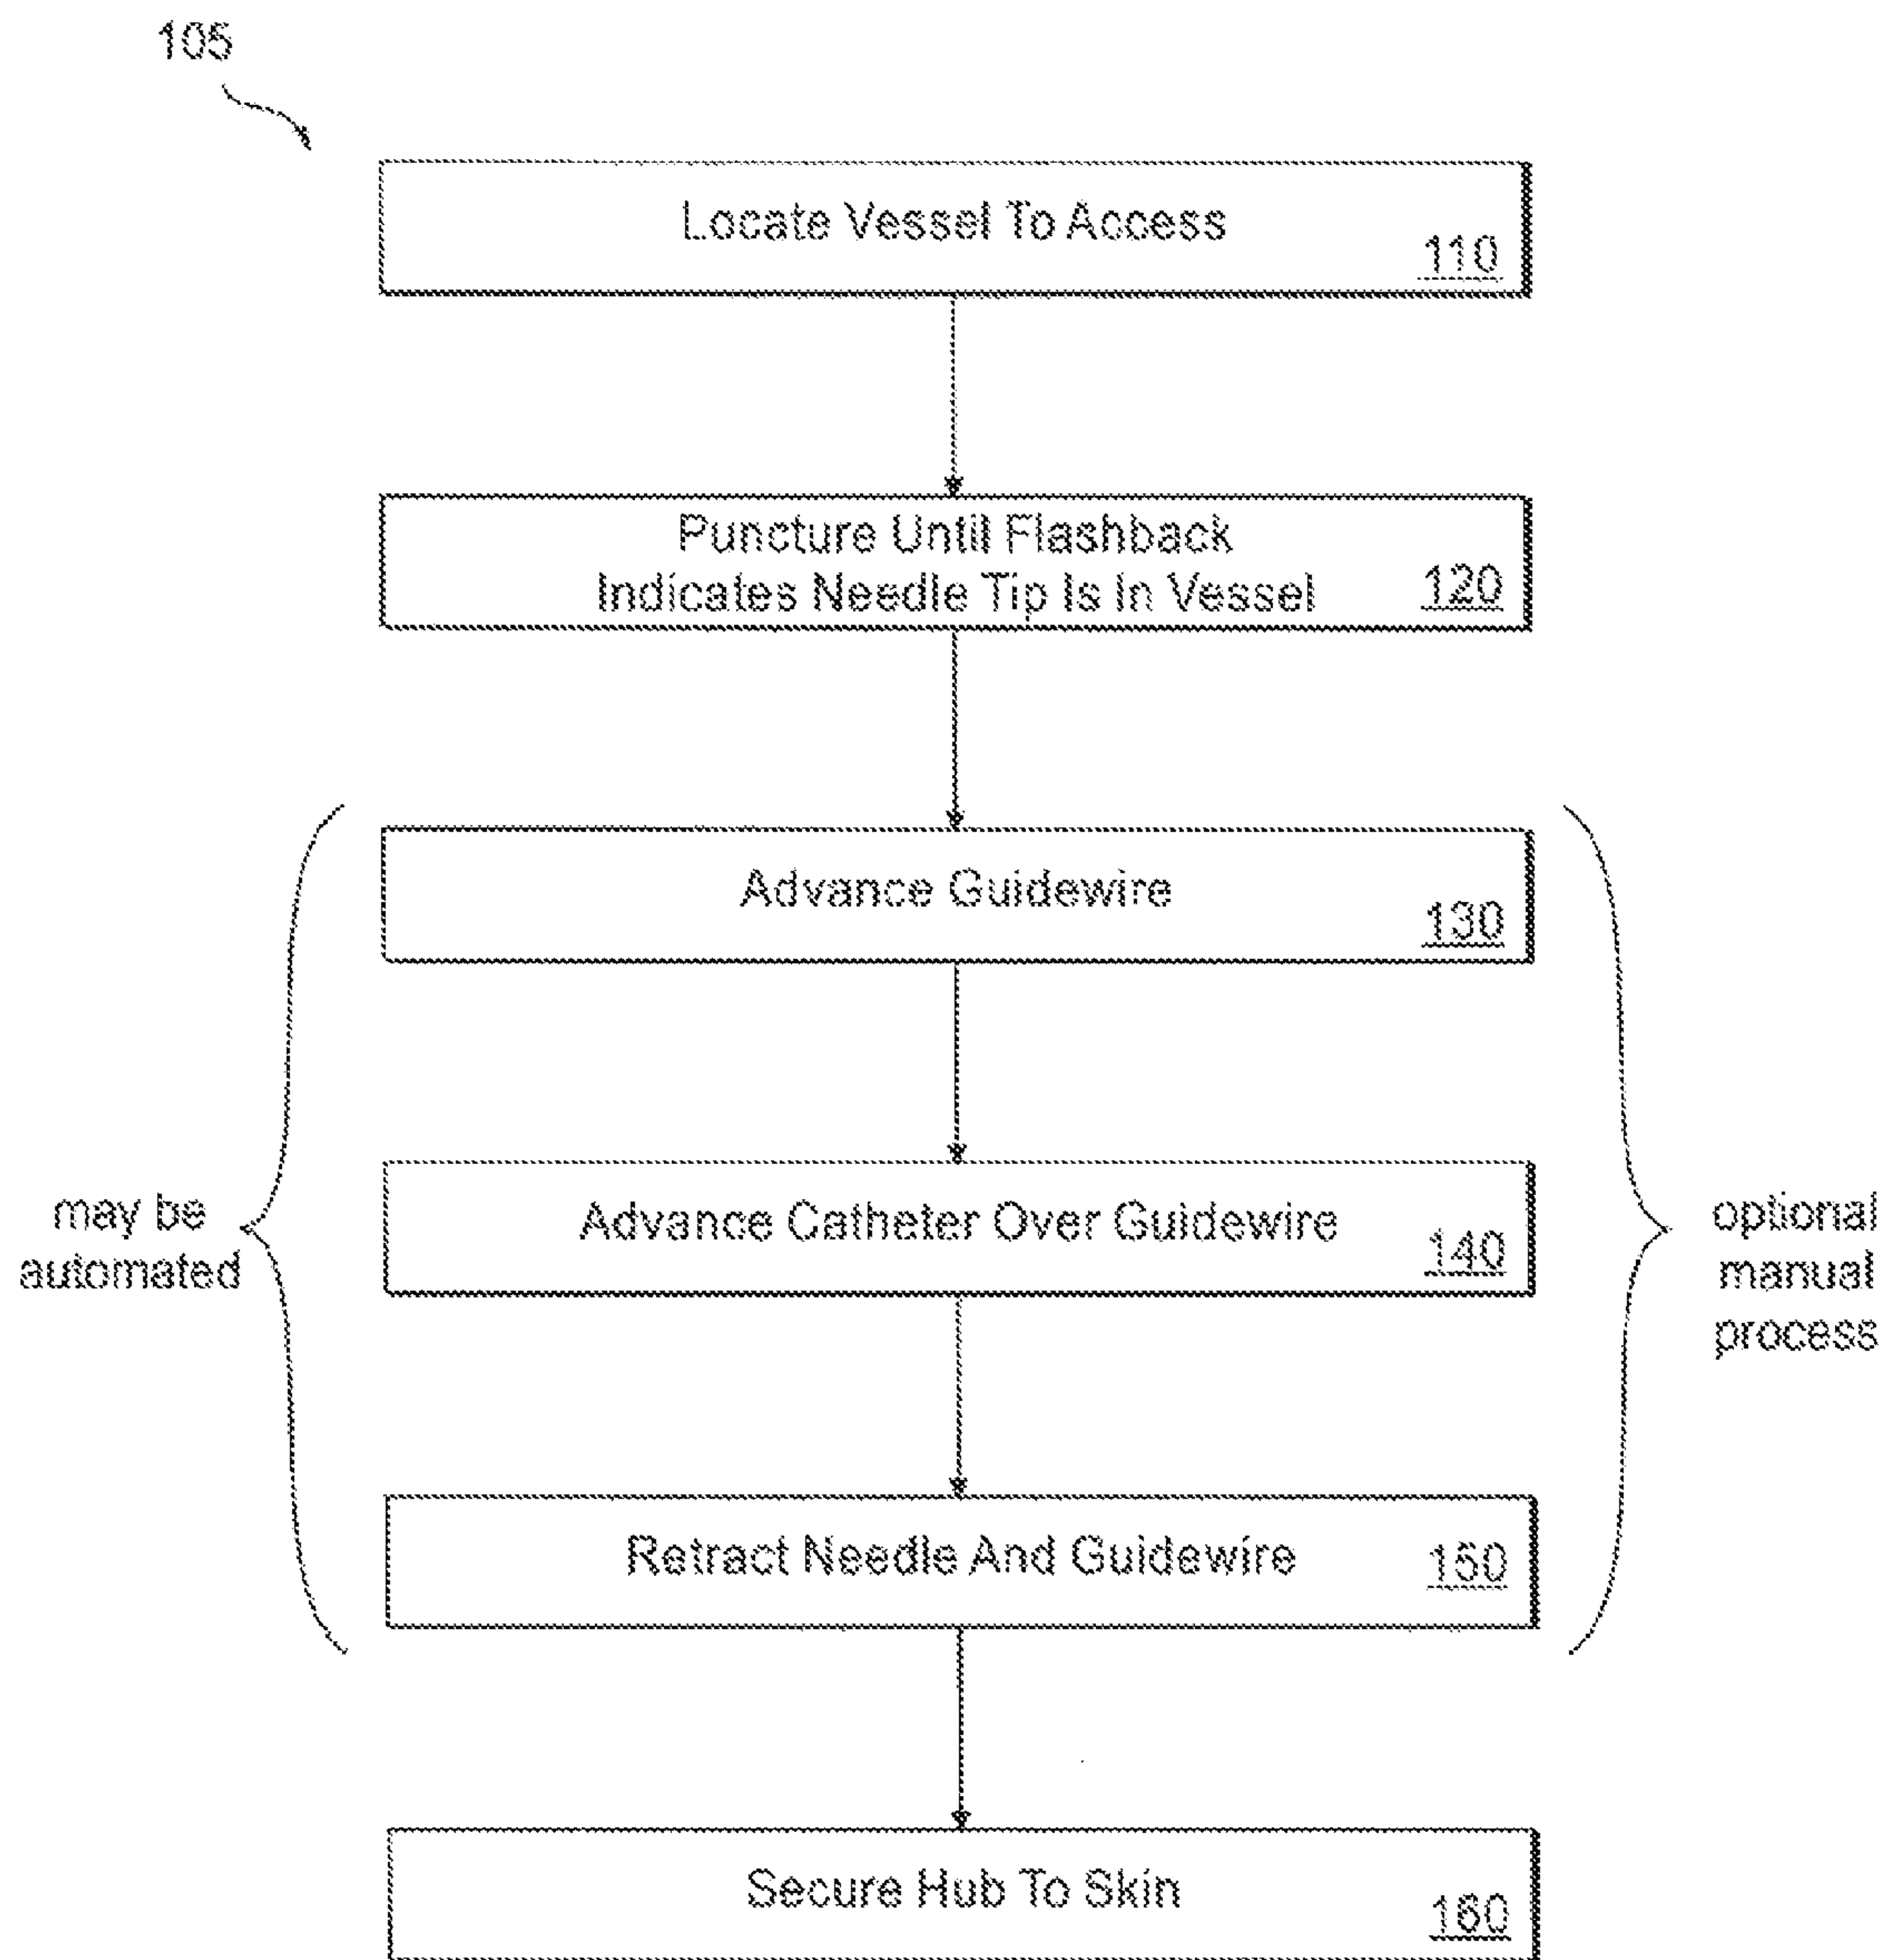 105
Locate Vessel To Access
110
Puncture Until Flashback
Indicates Needle Tip Is In Vessel
120
Advance Guidewire
130
may be
automated
Advance Catheter Over Guidewire
140
optional
manual
process
Retract Needle And Guidewire
150
Secure Hub To Skin
160